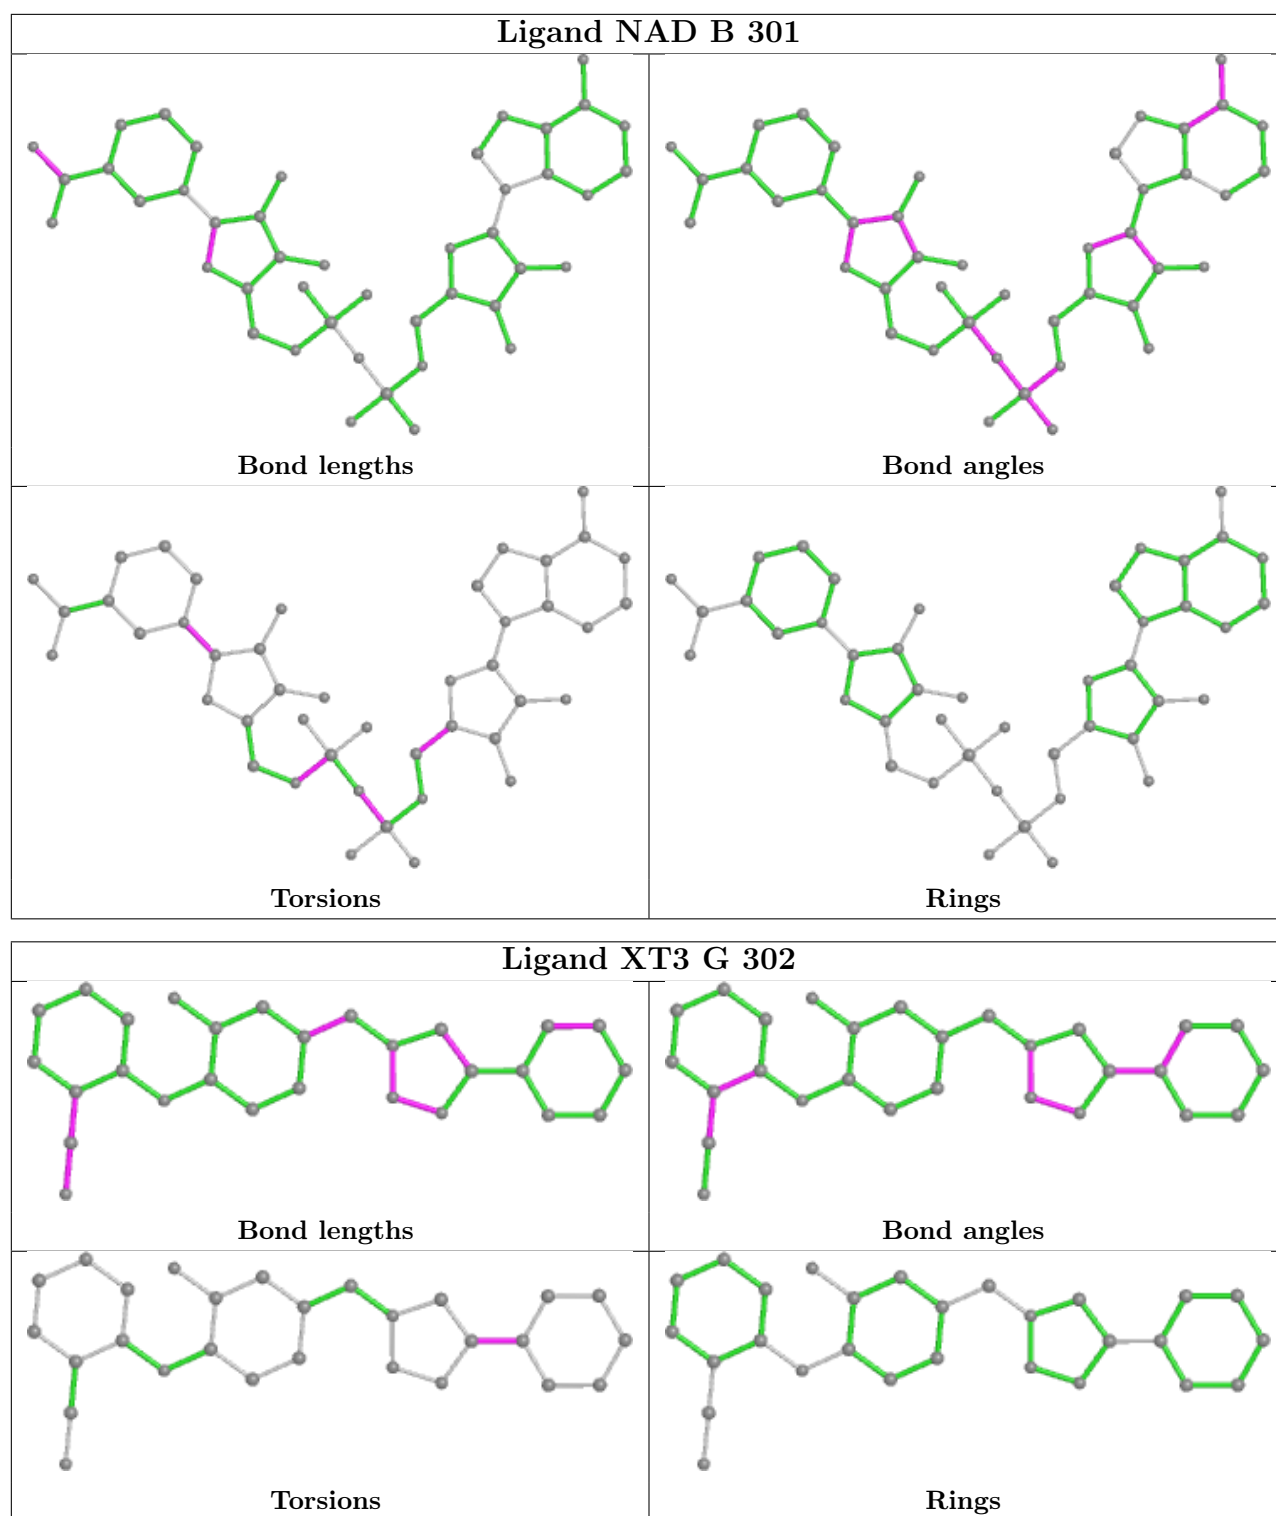 Ligand NAD B 301
Bond lengths
Bond angles
Torsions
Rings
Ligand XT3 G 302
Bond lengths
Bond angles
Torsions
Rings